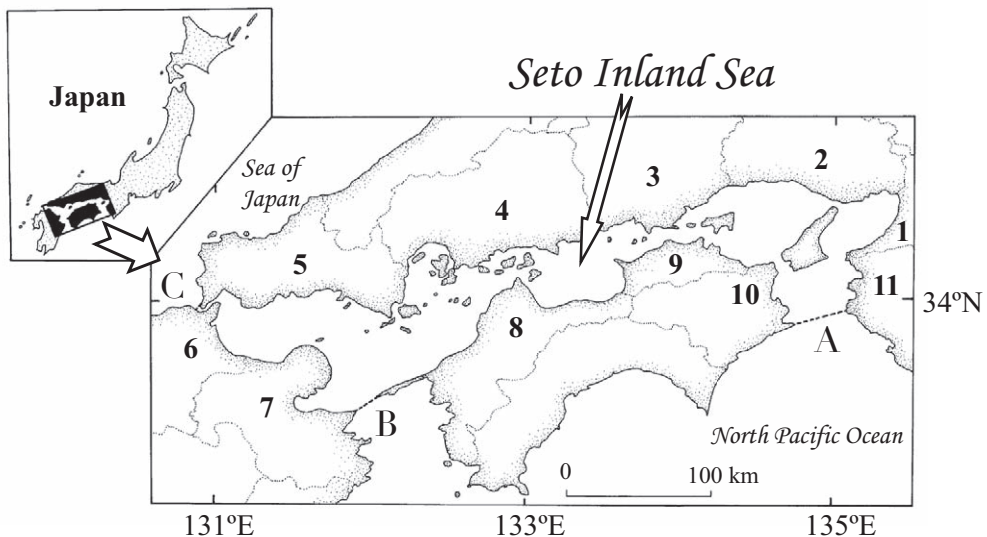 Japan
Seto Inland Sea
Sea of
Japan
2
3
4
1
5
9
C
10
11
34ºN
6
8
A
7
B
North Pacific Ocean
0
100 km
131ºE
133ºE
135ºE